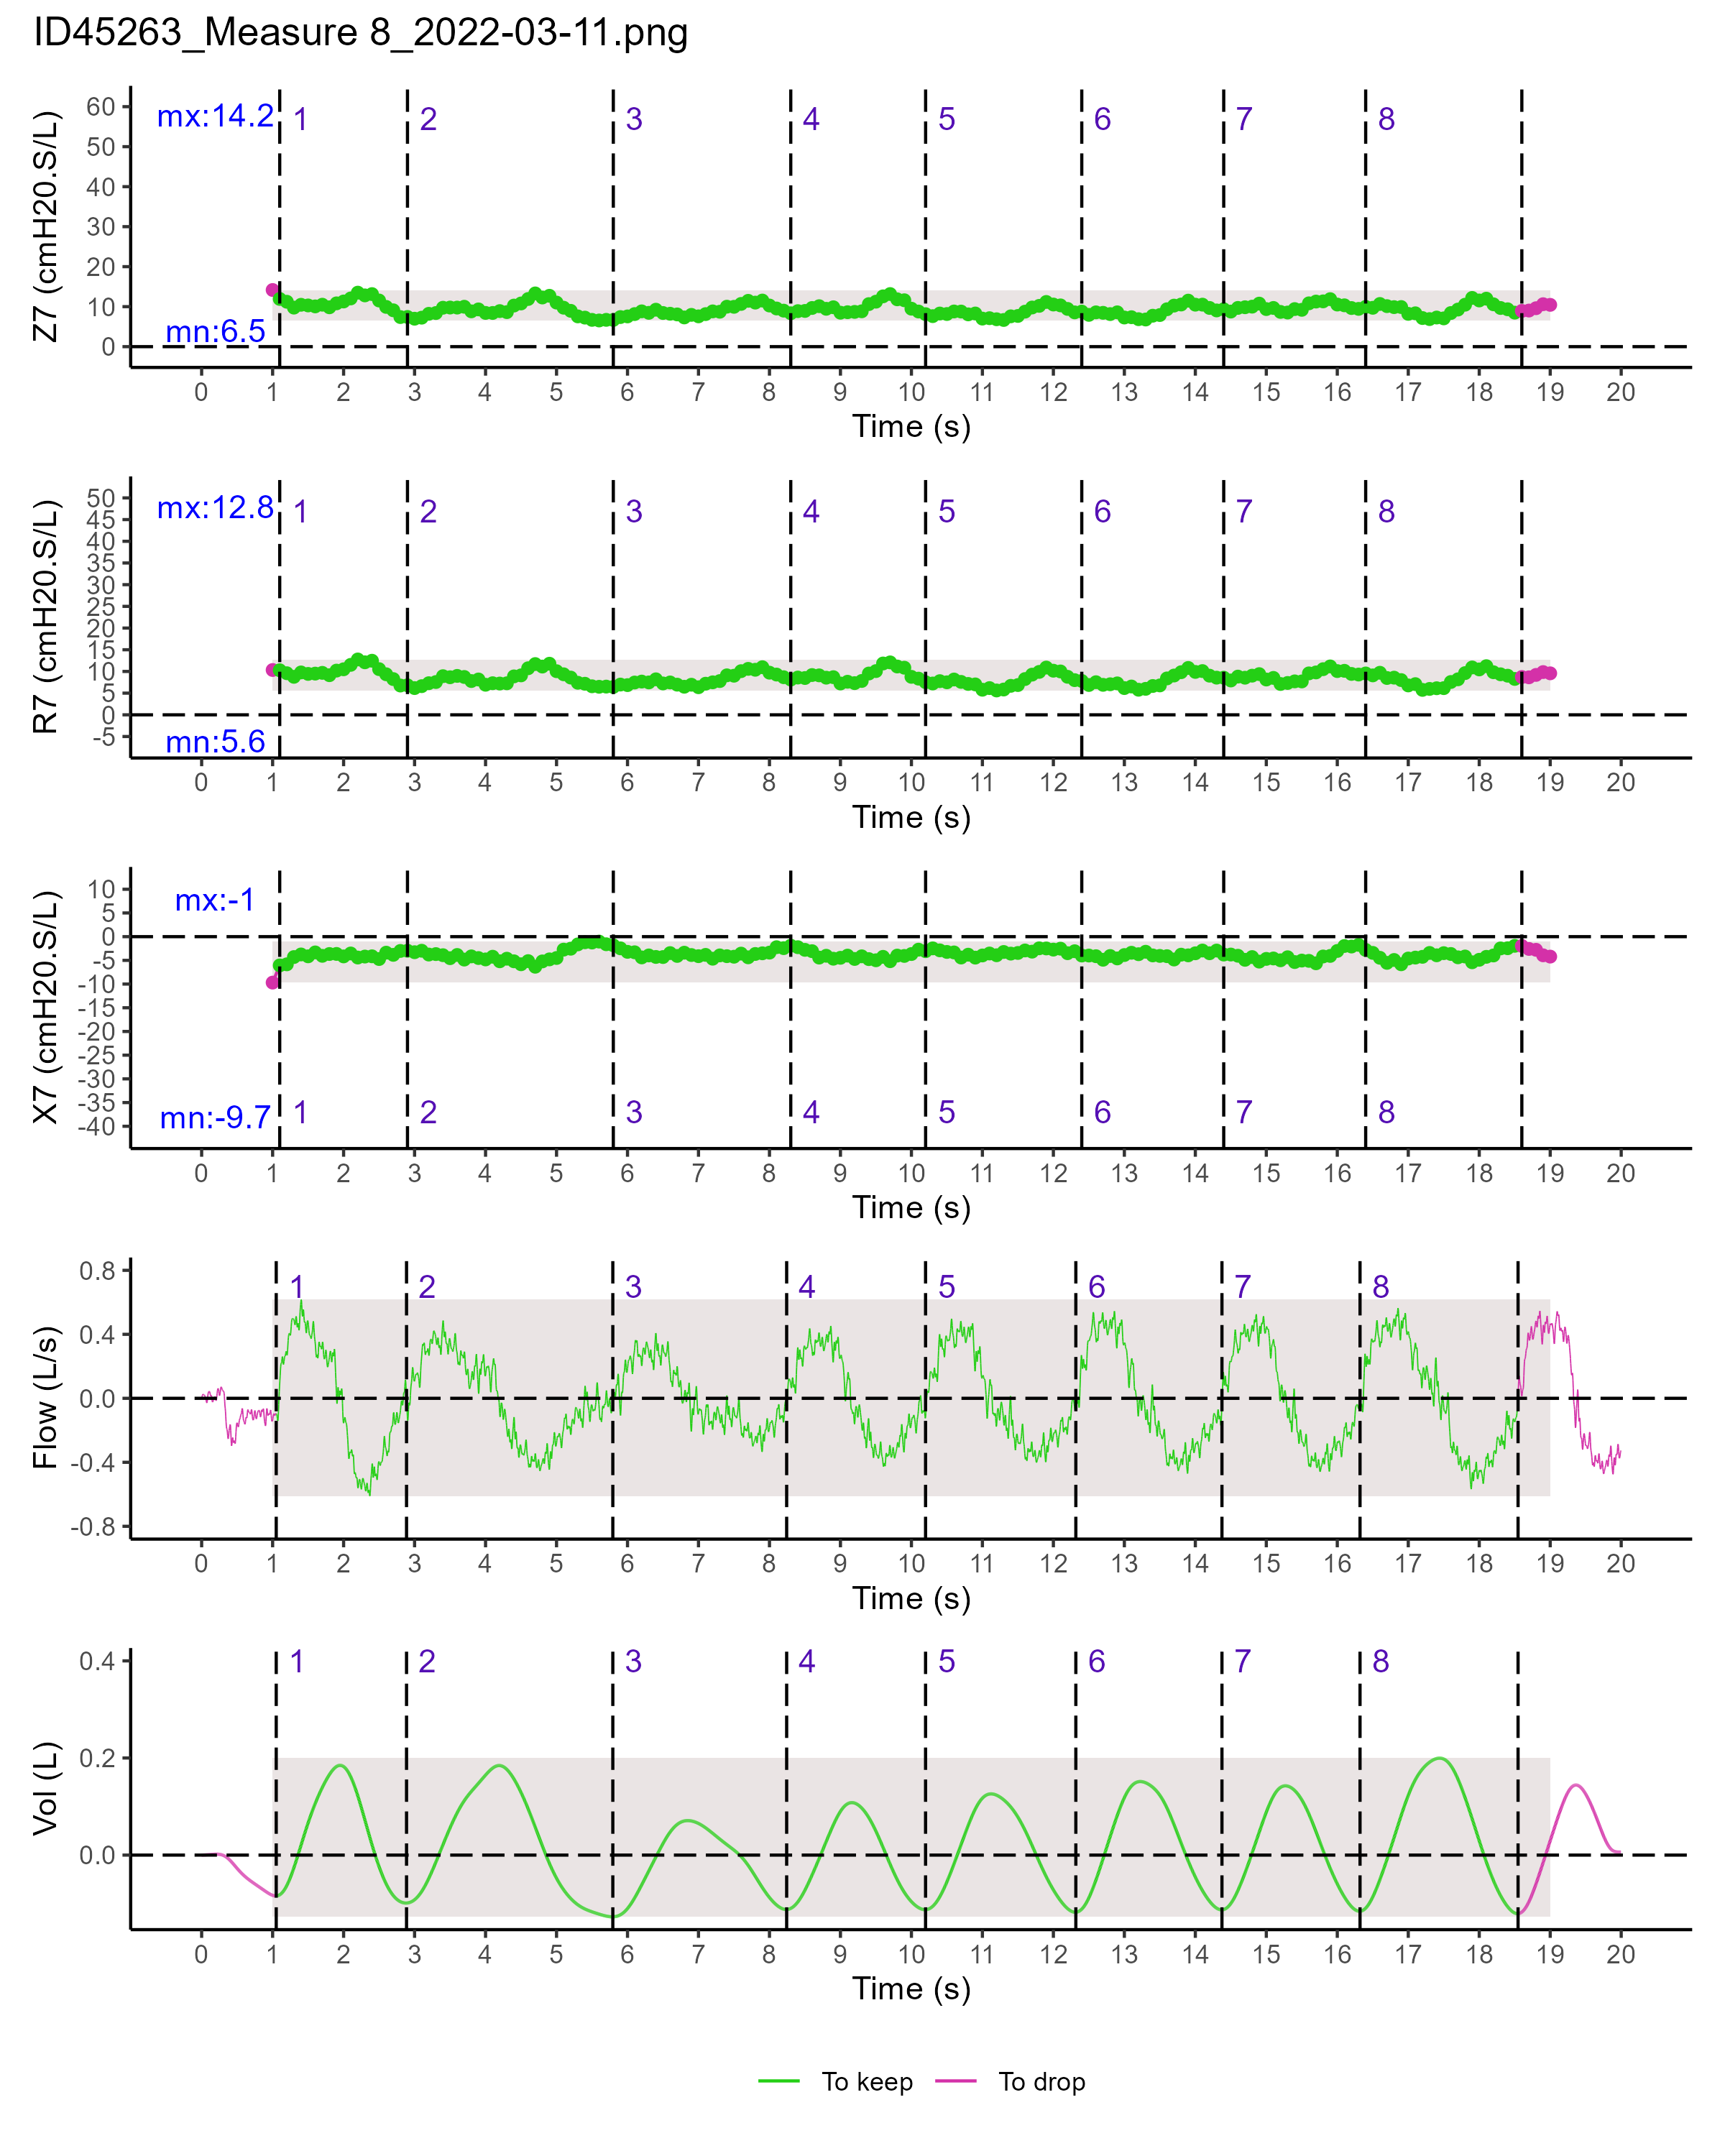 ID45263_Measure 8_2022-03-11.png
Z7 (cmH20.S/L)
60
50
40
30
20
10
0
mx:14.2
mn:6.5
1 2 3 4 5 6 7 8
0 1 2 3 4 5 6 7 8 9 10 11 12 13 14 15 16 17 18 19 20
Time (s)
R7 (cmH20.S/L)
50
45
40
35
30
25
20
15
10
5
0
-5
mx:12.8
mn:5.6
1 2 3 4 5 6 7 8
0 1 2 3 4 5 6 7 8 9 10 11 12 13 14 15 16 17 18 19 20
Time (s)
X7 (cmH20.S/L)
10
5
0
-5
-10
-15
-20
-25
-30
-35
-40
mx:-1
mn:-9.7
1 2 3 4 5 6 7 8
0 1 2 3 4 5 6 7 8 9 10 11 12 13 14 15 16 17 18 19 20
Time (s)
Flow (L/s)
0.8
0.4
0.0
-0.4
-0.8
1 2 3 4 5 6 7 8
0 1 2 3 4 5 6 7 8 9 10 11 12 13 14 15 16 17 18 19 20
Time (s)
Vol (L)
0.4
0.2
0.0
1 2 3 4 5 6 7 8
0 1 2 3 4 5 6 7 8 9 10 11 12 13 14 15 16 17 18 19 20
Time (s)
To keep To drop